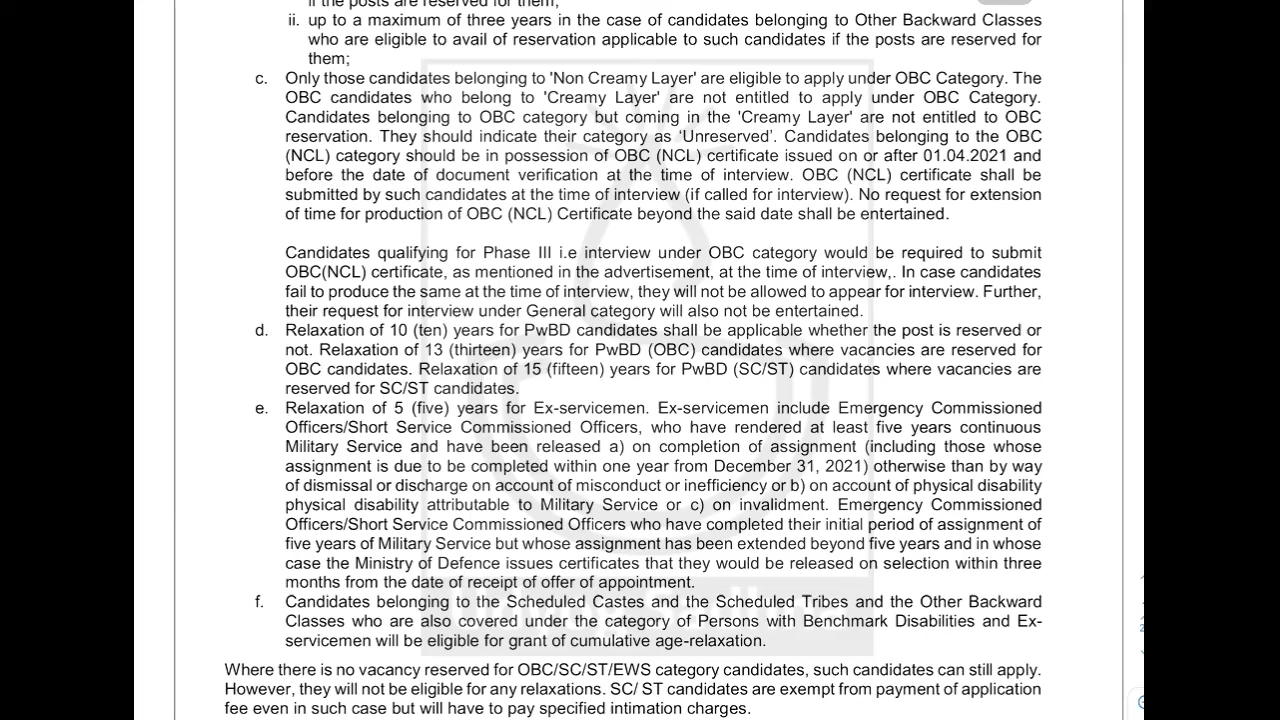 if the posts are reserved for them;
ii. up to a maximum of three years in the case of candidates belonging to Other Backward Classes
who are eligible to avail of reservation applicable to such candidates if the posts are reserved for
them;
c. Only those candidates belonging to 'Non Creamy Layer' are eligible to apply under OBC Category. The
OBC candidates who belong to 'Creamy Layer' are not entitled to apply under OBC Category.
Candidates belonging to OBC category but coming in the 'Creamy Layer' are not entitled to OBC
reservation. They should indicate their category as ‘Unreserved’. Candidates belonging to the OBC
(NCL) category should be in possession of OBC (NCL) certificate issued on or after 01.04.2021 and
before the date of document verification at the time of interview. OBC (NCL) certificate shall be
submitted by such candidates at the time of interview (if called for interview). No request for extension
of time for production of OBC (NCL) Certificate beyond the said date shall be entertained.
Candidates qualifying for Phase III i.e interview under OBC category would be required to submit
OBC(NCL) certificate, as mentioned in the advertisement, at the time of interview,. In case candidates
fail to produce the same at the time of interview, they will not be allowed to appear for interview. Further,
their request for interview under General category will also not be entertained.
d. Relaxation of 10 (ten) years for PwBD candidates shall be applicable whether the post is reserved or
not. Relaxation of 13 (thirteen) years for PwBD (OBC) candidates where vacancies are reserved for
OBC candidates. Relaxation of 15 (fifteen) years for PwBD (SC/ST) candidates where vacancies are
reserved for SC/ST candidates.
e. Relaxation of 5 (five) years for Ex-servicemen. Ex-servicemen include Emergency Commissioned
Officers/Short Service Commissioned Officers, who have rendered at least five years continuous
Military Service and have been released a) on completion of assignment (including those whose
assignment is due to be completed within one year from December 31, 2021) otherwise than by way
of dismissal or discharge on account of misconduct or inefficiency or b) on account of physical disability
physical disability attributable to Military Service or c) on invalidment. Emergency Commissioned
Officers/Short Service Commissioned Officers who have completed their initial period of assignment of
five years of Military Service but whose assignment has been extended beyond five years and in whose
case the Ministry of Defence issues certificates that they would be released on selection within three
months from the date of receipt of offer of appointment.
f. Candidates belonging to the Scheduled Castes and the Scheduled Tribes and the Other Backward
Classes who are also covered under the category of Persons with Benchmark Disabilities and Ex-
servicemen will be eligible for grant of cumulative age-relaxation.
Where there is no vacancy reserved for OBC/SC/ST/EWS category candidates, such candidates can still apply.
However, they will not be eligible for any relaxations. SC/ ST candidates are exempt from payment of application
fee even in such case but will have to pay specified intimation charges.